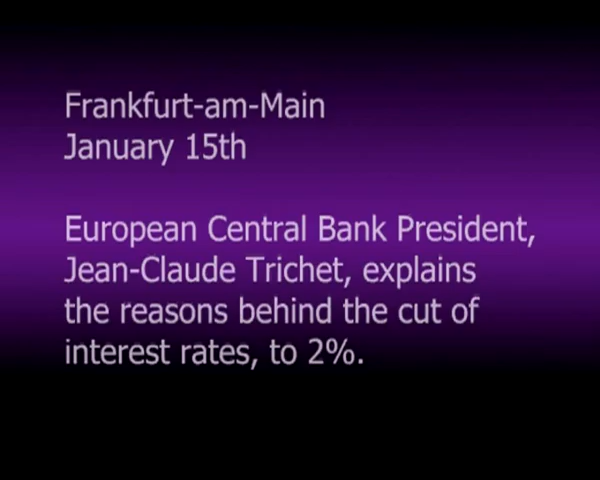 Frankfurt-am-Main
January 15th
European Central Bank President,
Jean-Claude Trichet, explains
the reasons behind the cut of
interest rates, to 2%.